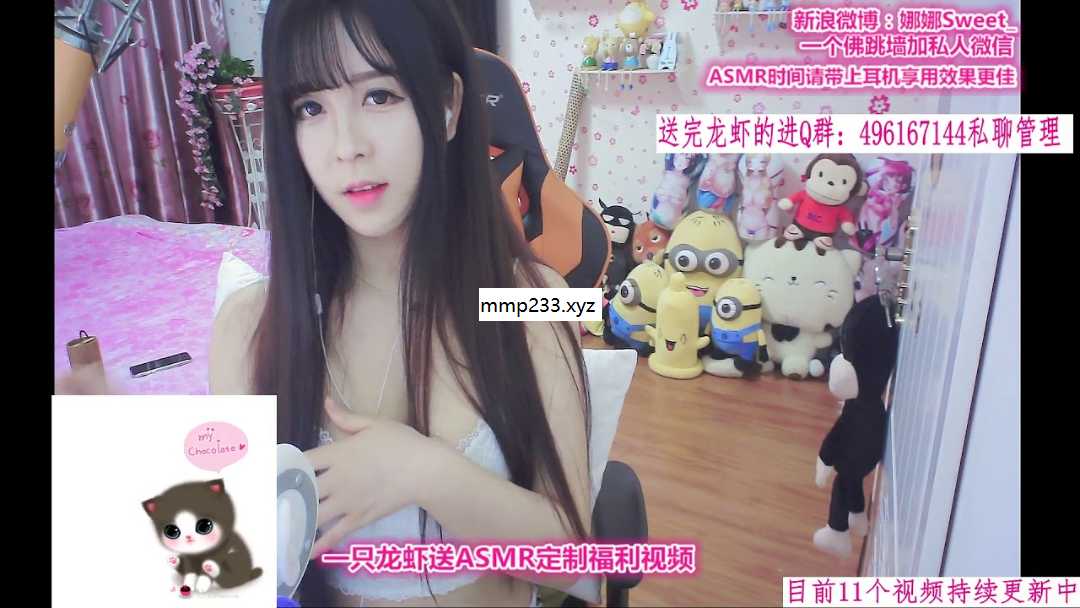 新浪微博：娜娜Sweet_
一个佛跳墙加私人微信
ASMR时间请带上耳机享用效果更佳
送完龙虾的进Q群：496167144私聊管理
mmp233.xyz
my
Chocolate
一只龙虾送ASMR定制福利视频
目前11个视频持续更新中